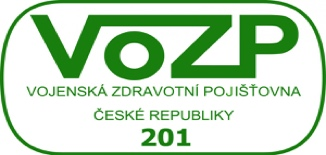 VoZP
VOJENSKÁ ZDRAVOTNÍ POJIŠŤOVNA
ČESKÉ REPUBLIKY
201